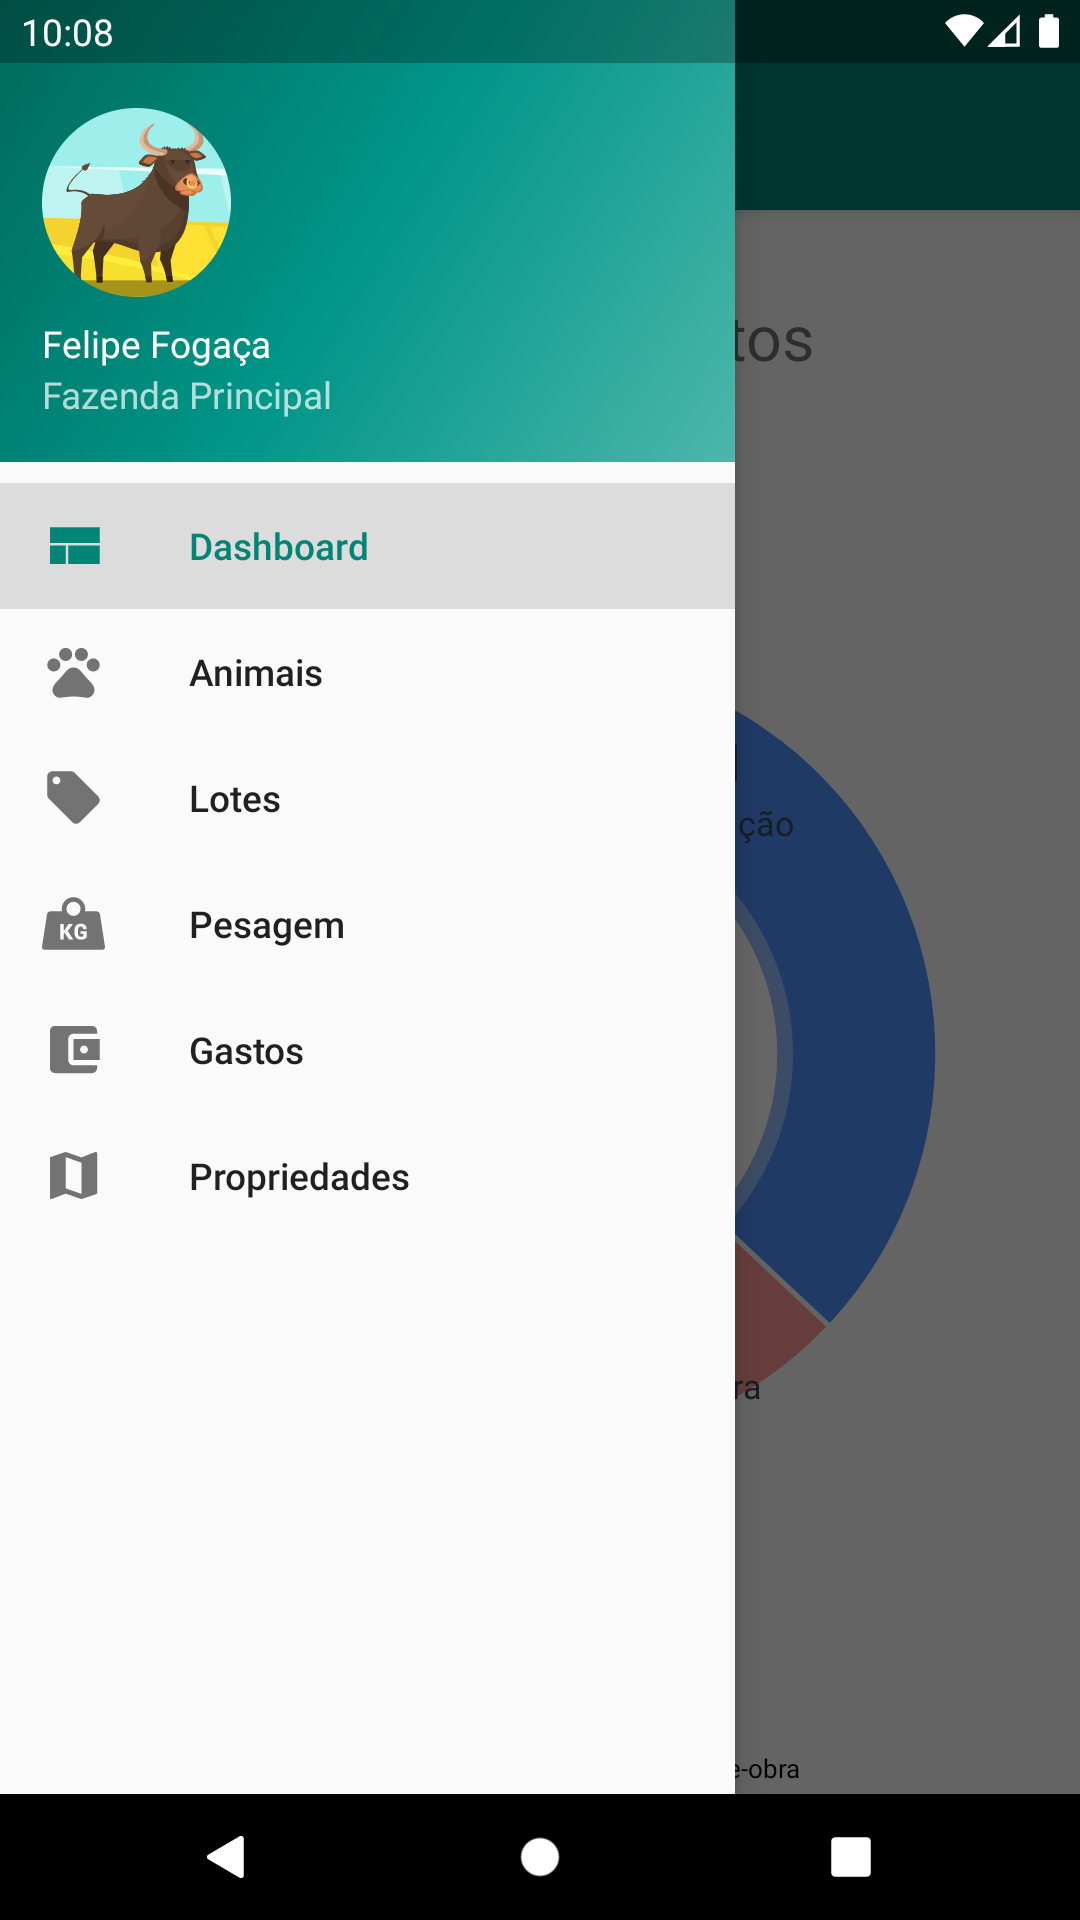 10:08
Felipe Fogaça
Fazenda Principal
tos
Dashboard
Animais
Lotes
ção
Pesagem
KG
Gastos
Propriedades
ra
e-obra